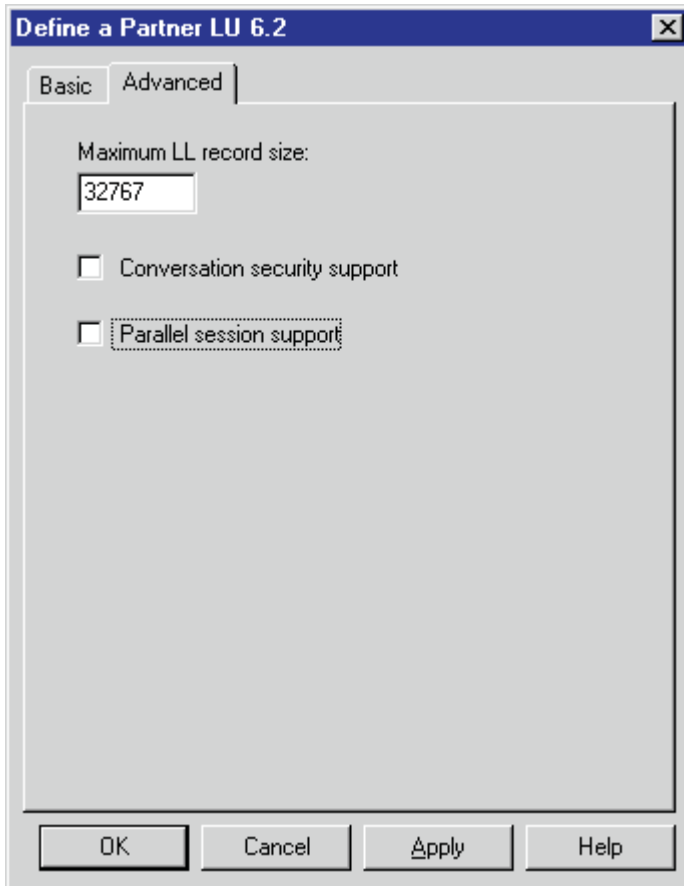 Define a Partner LU 6.2
Basic Advanced
Maximum LL record size:
32767
Conversation security support
Parallel session support
OK Cancel Apply Help